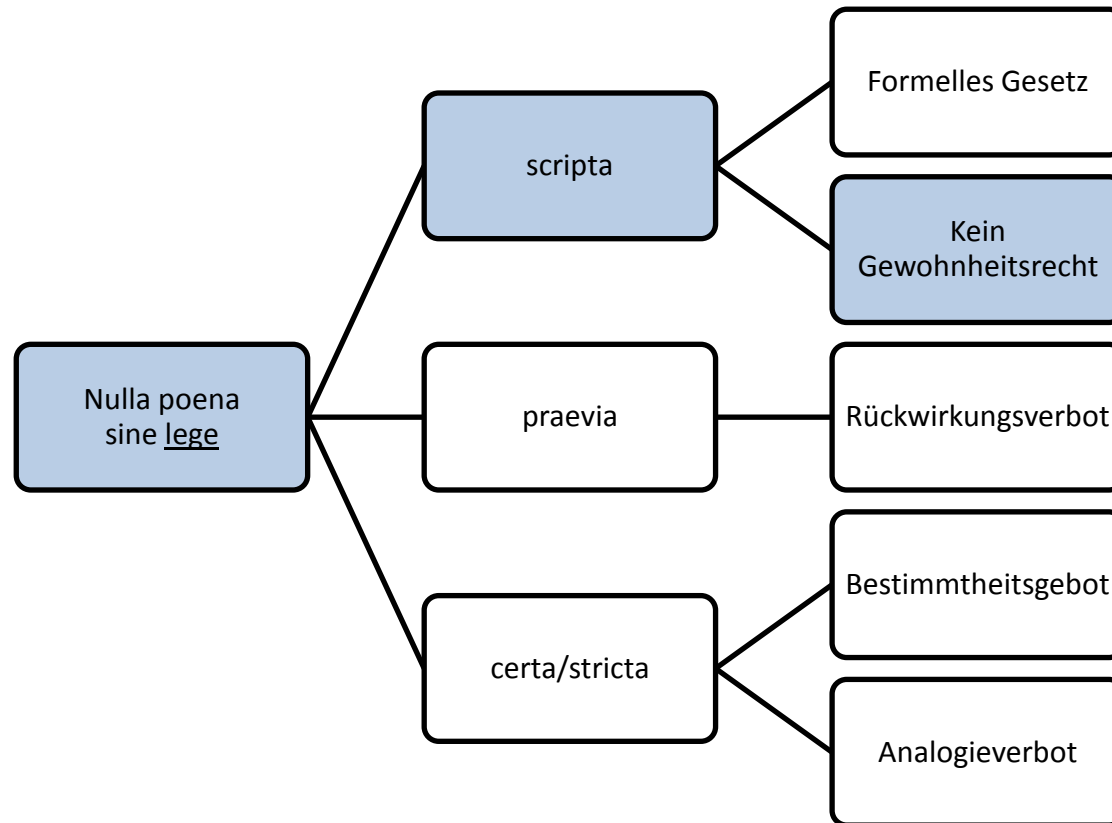 Nulla poena
sine lege
scripta
Formelles Gesetz
Kein
Gewohnheitsrecht
praevia
Rückwirkungsverbot
certa/stricta
Bestimmtheitsgebot
Analogieverbot